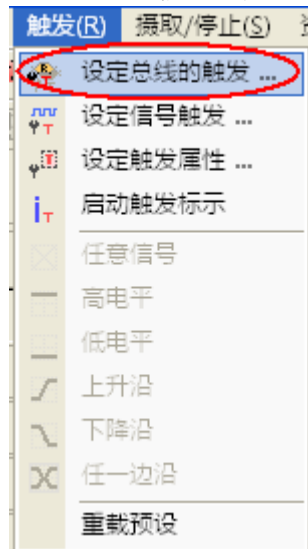 触发(R) 摄取/停止(S)
设定总线的触发 ...
设定信号触发 ...
设定触发属性 ...
启动触发标示
任意信号
高电平
低电平
上升沿
下降沿
任一边沿
重载预设